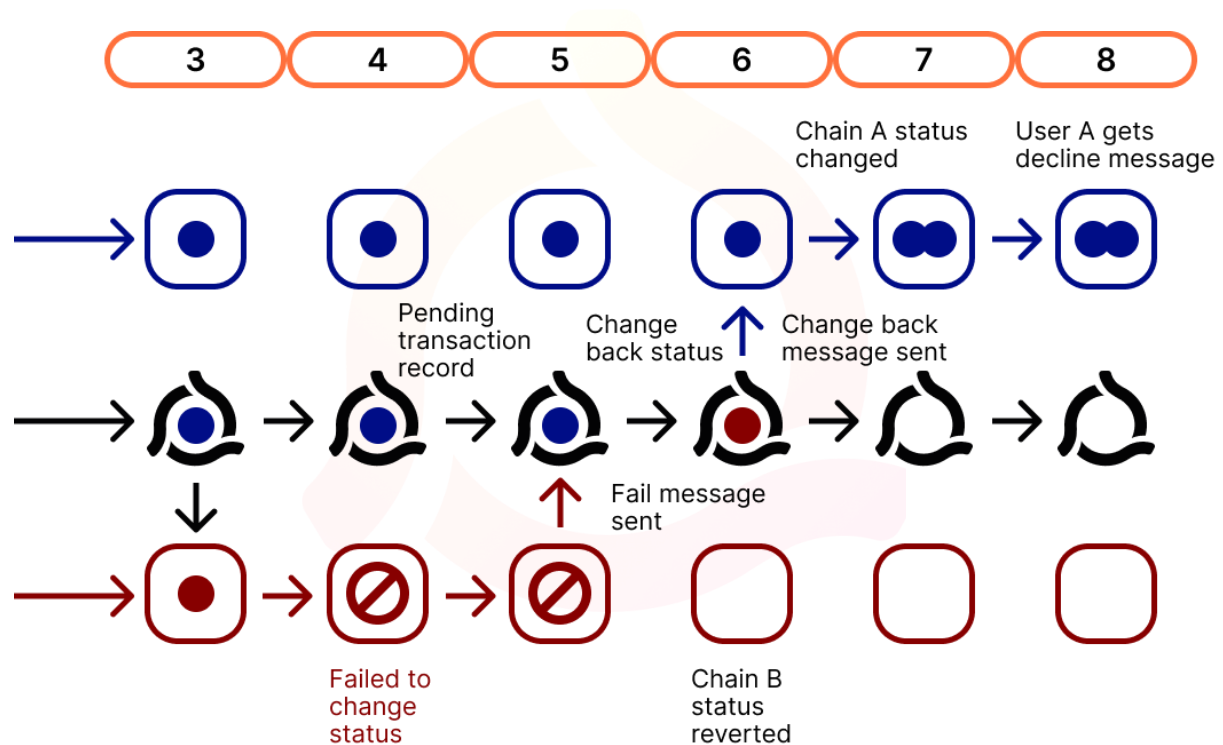 3
4
5
6
7
8
Chain A status
changed
User A gets
decline message
Pending
transaction
record
Change
back status
Change back
message sent
Fail message
sent
Failed to
change
status
Chain B
status
reverted